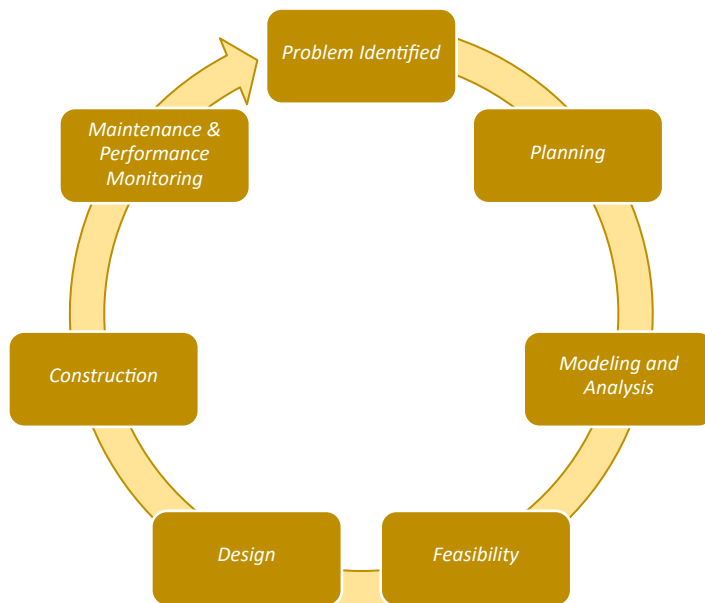 Problem Identified
Planning
Modeling and
Analysis
Feasibility
Design
Construction
Maintenance &
Performance
Monitoring